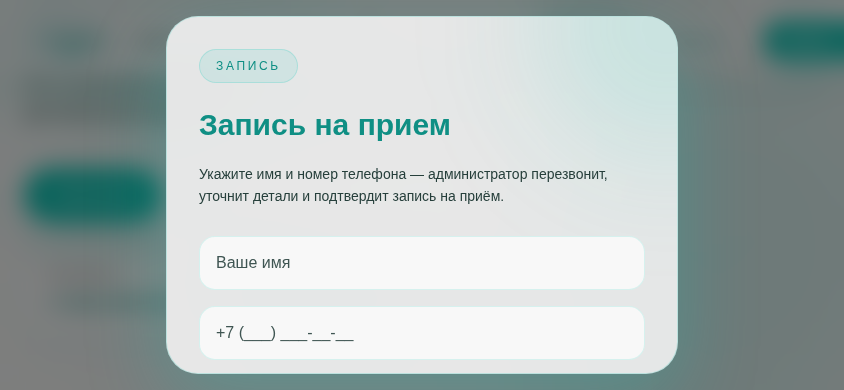 ЗАПИСЬ
Запись на прием
Укажите имя и номер телефона — администратор перезвонит,
уточнит детали и подтвердит запись на приём.
Ваше имя
+7 (___) ___-__-__